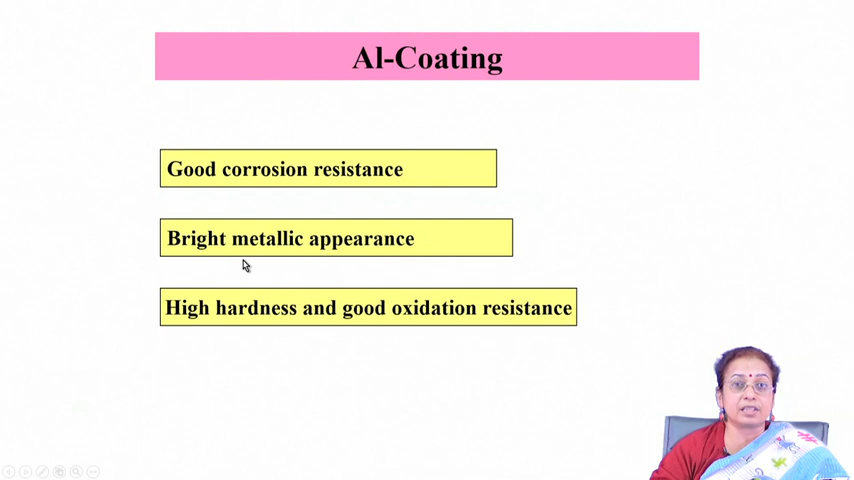 Al-Coating
Good corrosion resistance
Bright metallic appearance
High hardness and good oxidation resistance